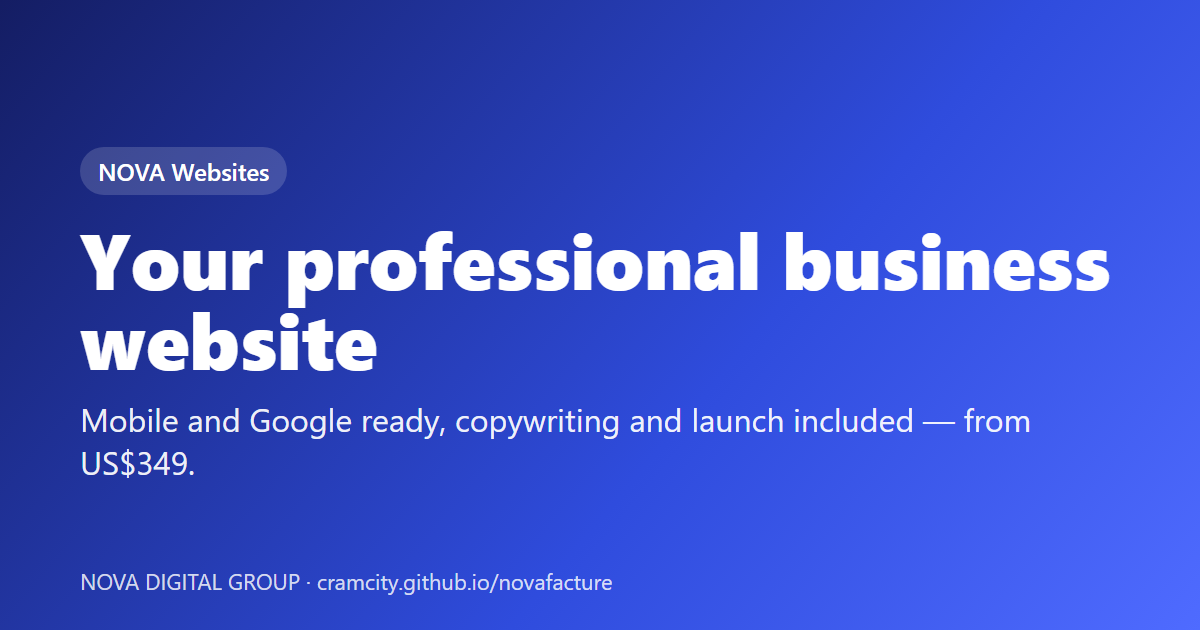 NOVA Websites
Your professional business
website
Mobile and Google ready, copywriting and launch included — from
US$349.
NOVA DIGITAL GROUP · cramcity.github.io/novafacture